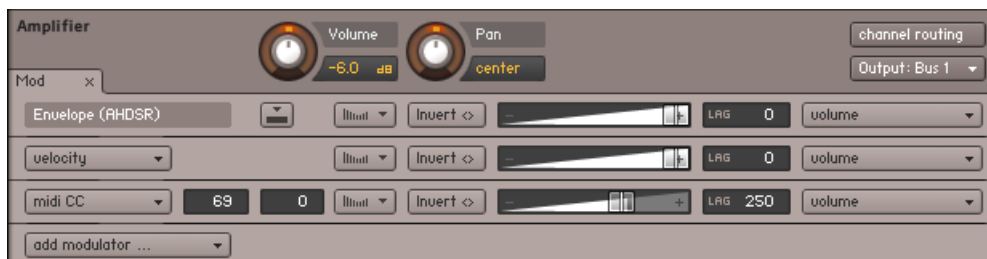 Amplifier
Volume
Pan
channel routing
-6.0 dB
center
Output: Bus 1
Mod x
Envelope (AHDSR) Invert <> - + LAG 0 volume
velocity Invert <> - + LAG 0 volume
midi CC 69 0 Invert <> - + LAG 250 volume
add modulator ...